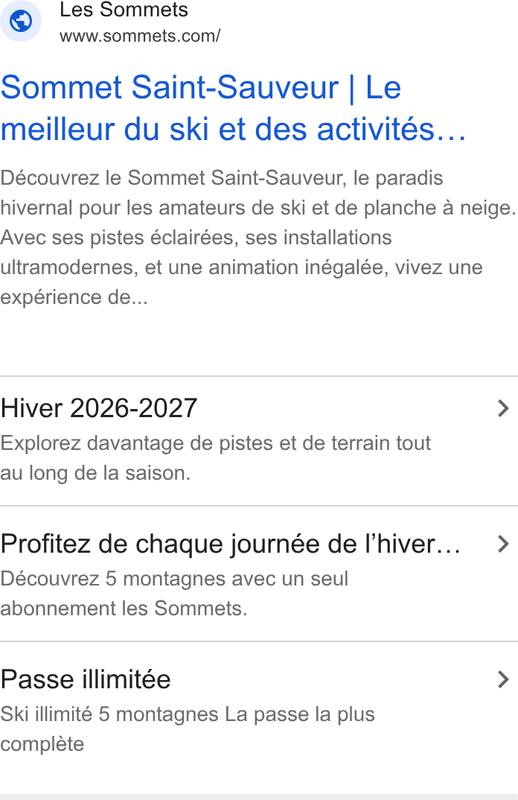 Les Sommets
www.sommets.com/
Sommet Saint-Sauveur | Le
meilleur du ski et des activités…
Découvrez le Sommet Saint-Sauveur, le paradis
hivernal pour les amateurs de ski et de planche à neige.
Avec ses pistes éclairées, ses installations
ultramodernes, et une animation inégalée, vivez une
expérience de...
Hiver 2026-2027
Explorez davantage de pistes et de terrain tout
au long de la saison.
Profitez de chaque journée de l’hiver…
Découvrez 5 montagnes avec un seul
abonnement les Sommets.
Passe illimitée
Ski illimité 5 montagnes La passe la plus
complète